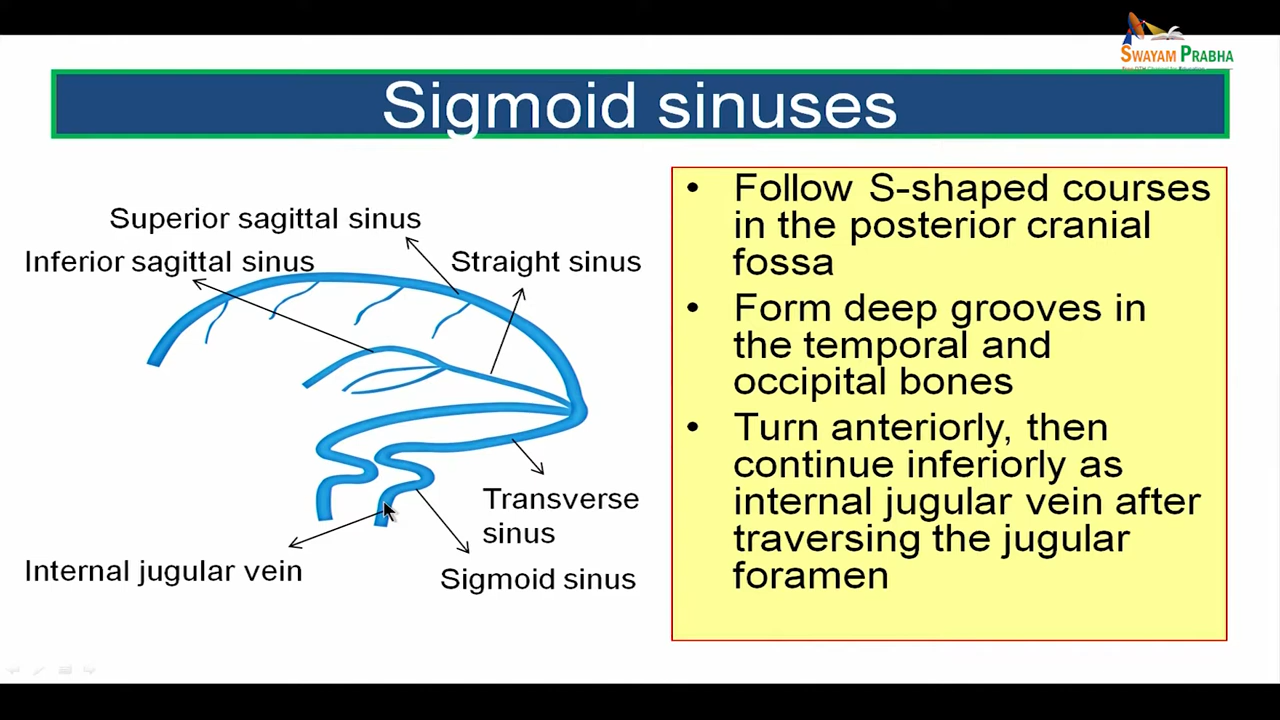 SWAYAM PRABHA
Sigmoid sinuses
Superior sagittal sinus
Inferior sagittal sinus
Straight sinus
Transverse
sinus
Internal jugular vein
Sigmoid sinus
• Follow S-shaped courses
in the posterior cranial
fossa
• Form deep grooves in
the temporal and
occipital bones
• Turn anteriorly, then
continue inferiorly as
internal jugular vein after
traversing the jugular
foramen